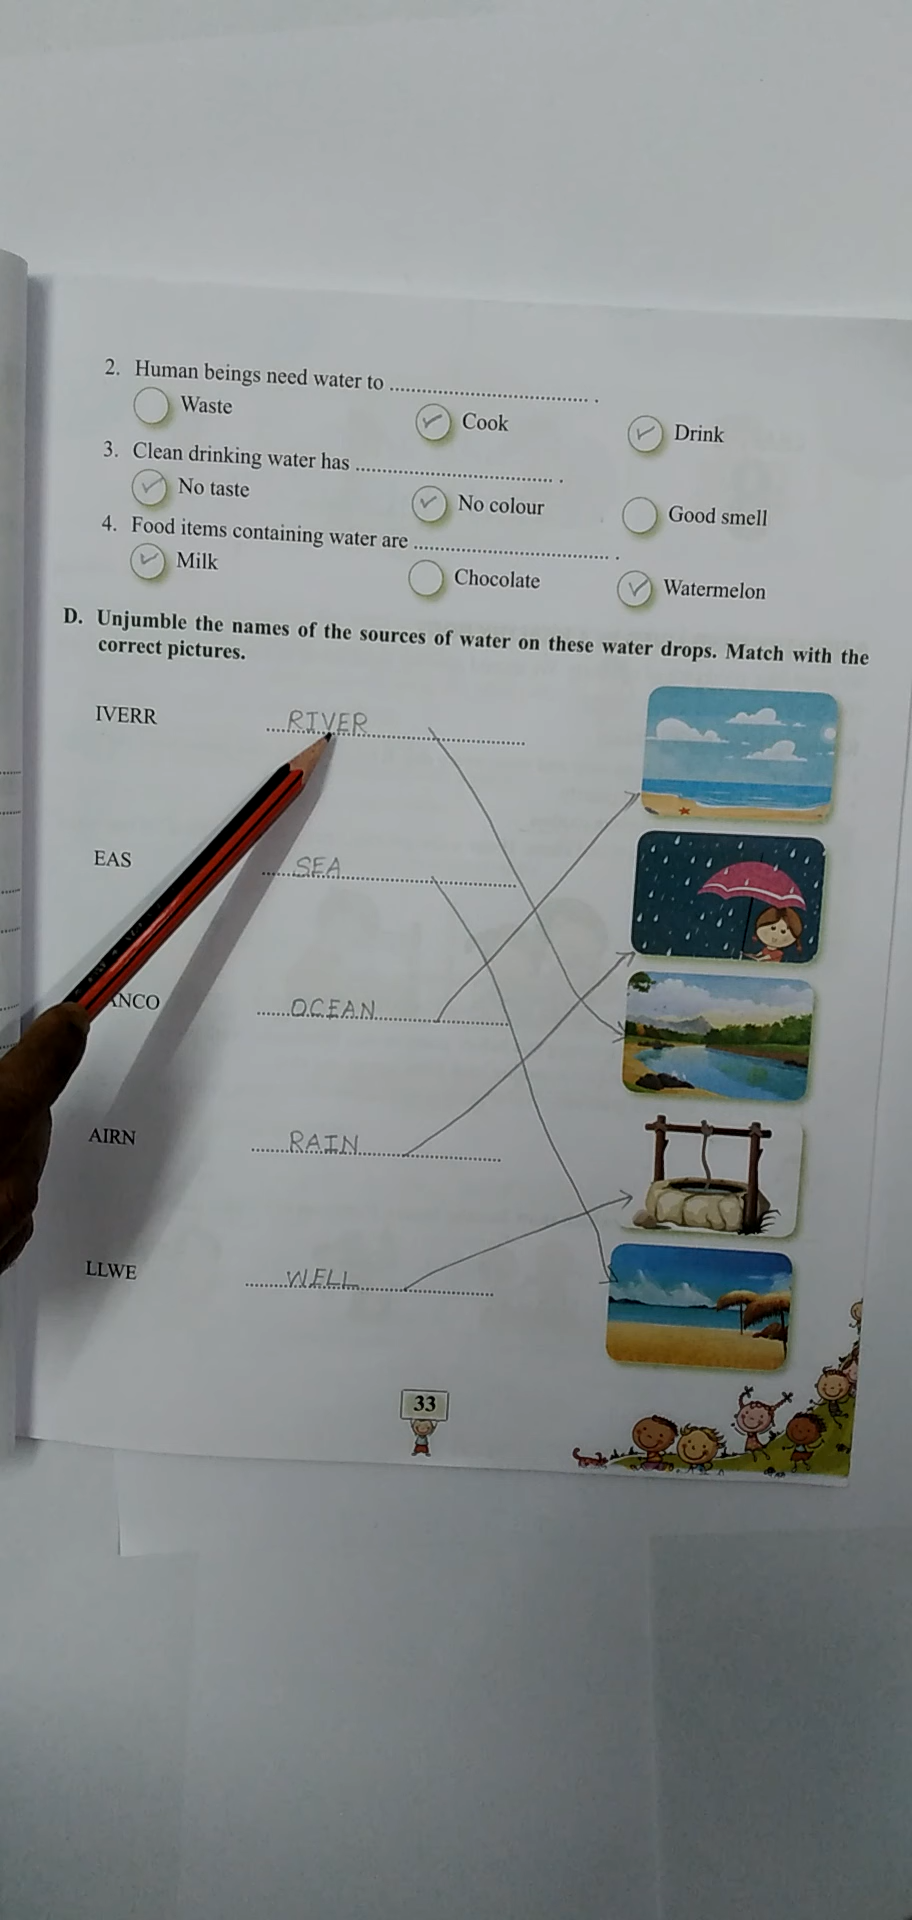 2. Human beings need water to ................................... .
Waste Cook Drink
3. Clean drinking water has ................................... .
No taste No colour Good smell
4. Food items containing water are ................................... .
Milk Chocolate Watermelon
D. Unjumble the names of the sources of water on these water drops. Match with the
correct pictures.
IVERR RIVER
EAS SEA
NCO OCEAN
AIRN RAIN
LLWE WELL
33